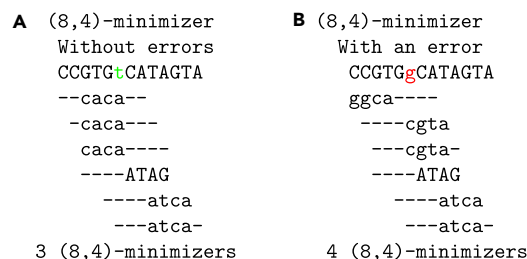 A (8,4)-minimizer
Without errors
CCGTGtCATAGTA
--caca--
-caca---
caca----
----ATAG
----atca
---atca-
3 (8,4)-minimizers
B (8,4)-minimizer
With an error
CCGTGgCATAGTA
ggca----
----cgta
---cgta-
----ATAG
----atca
---atca-
4 (8,4)-minimizers